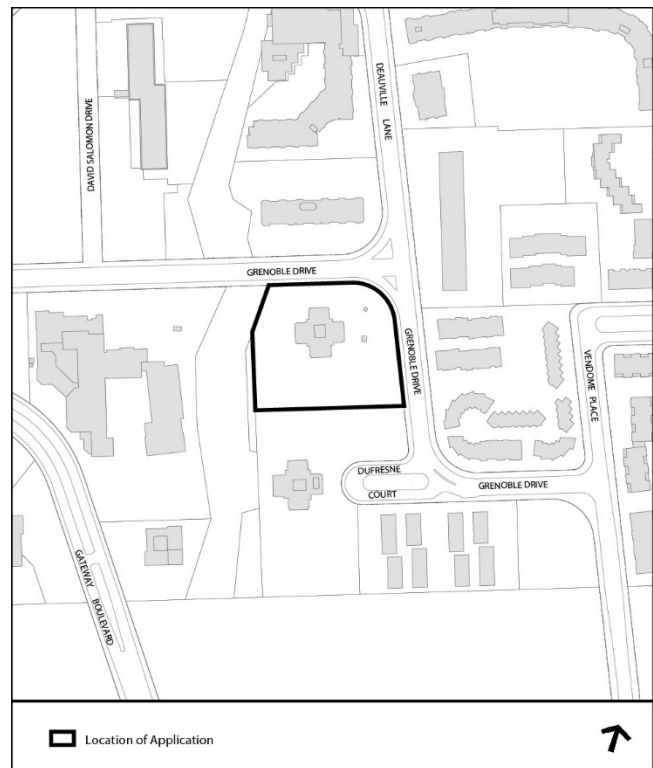 DEAUVILLE LANE
DAVID SALOMON DRIVE
GRENOBLE DRIVE
GRENOBLE DRIVE
VENDOME PLACE
DUFRESNE
COURT
GRENOBLE DRIVE
GATEWAY BOULEVARD
Location of Application